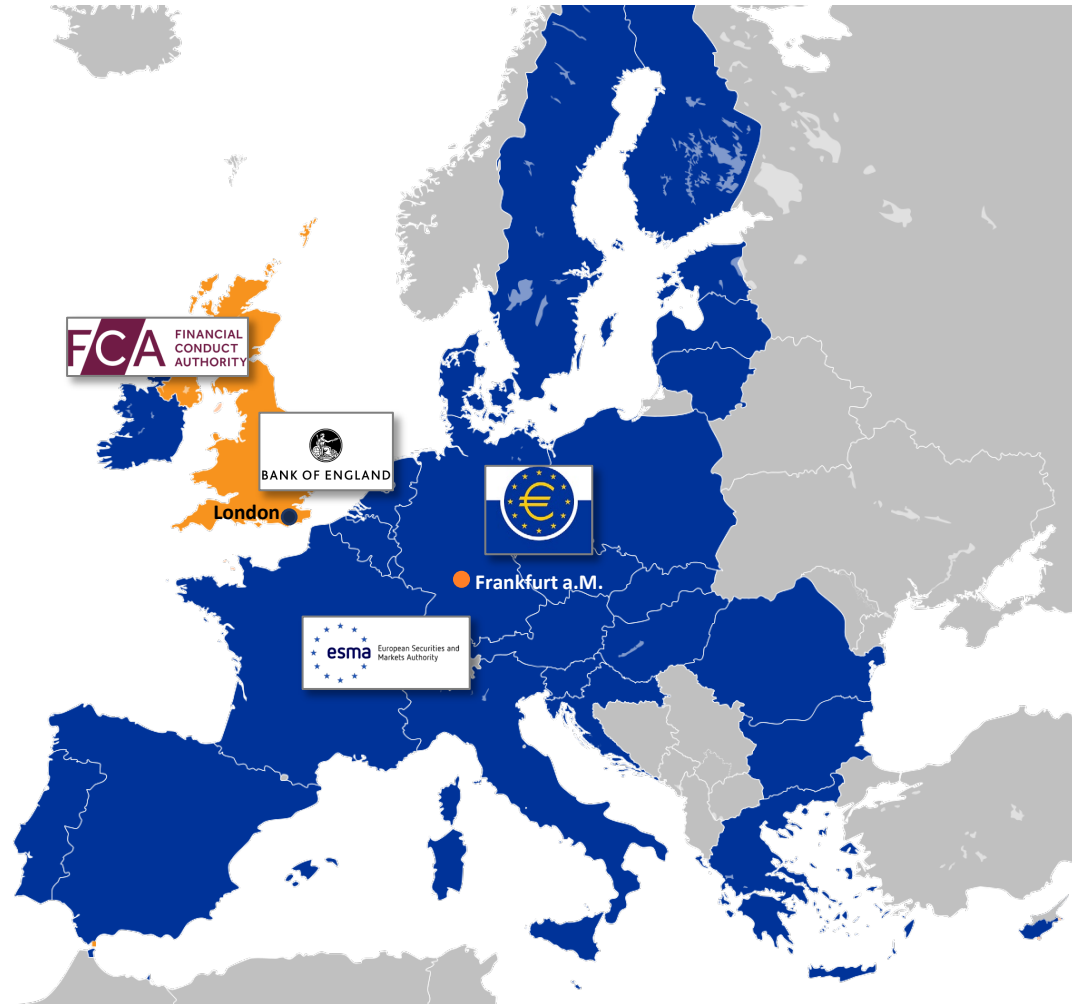 FCA FINANCIAL
CONDUCT
AUTHORITY
BANK OF ENGLAND
London
€
Frankfurt a.M.
esma European Securities and
Markets Authority